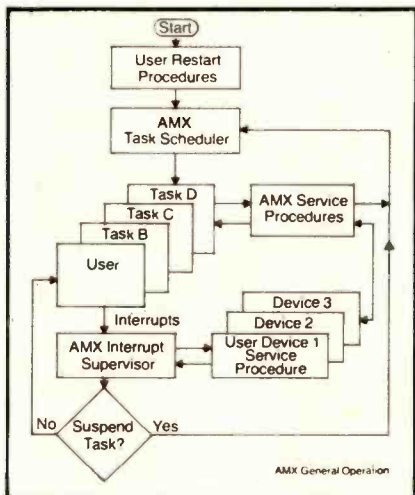 Start
User Restart
Procedures
AMX
Task Scheduler
Task D
Task C
Task B
User
AMX Service
Procedures
Interrupts
Device 3
Device 2
User Device 1
Service
Procedure
AMX Interrupt
Supervisor
No
Suspend
Task?
Yes
AMX General Operation